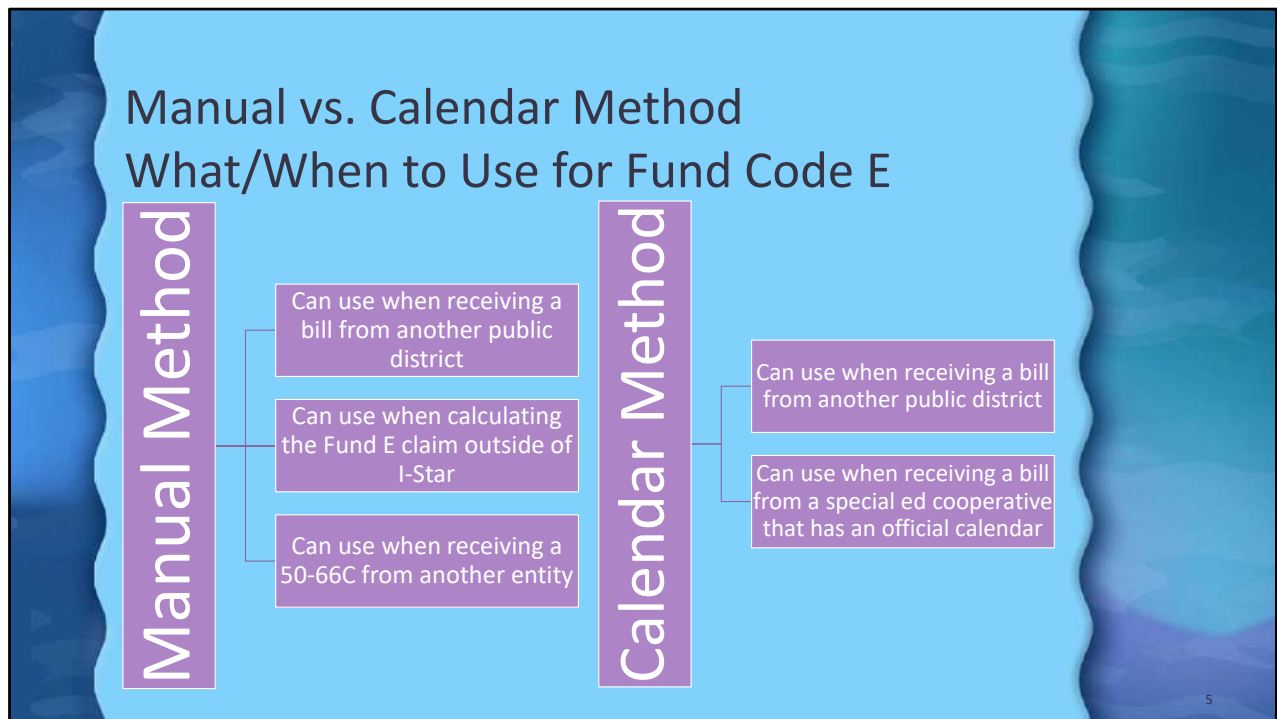 Manual vs. Calendar Method
What/When to Use for Fund Code E
Manual Method
Can use when receiving a
bill from another public
district
Can use when calculating
the Fund E claim outside of
I-Star
Can use when receiving a
50-66C from another entity
Calendar Method
Can use when receiving a bill
from another public district
Can use when receiving a bill
from a special ed cooperative
that has an official calendar
5